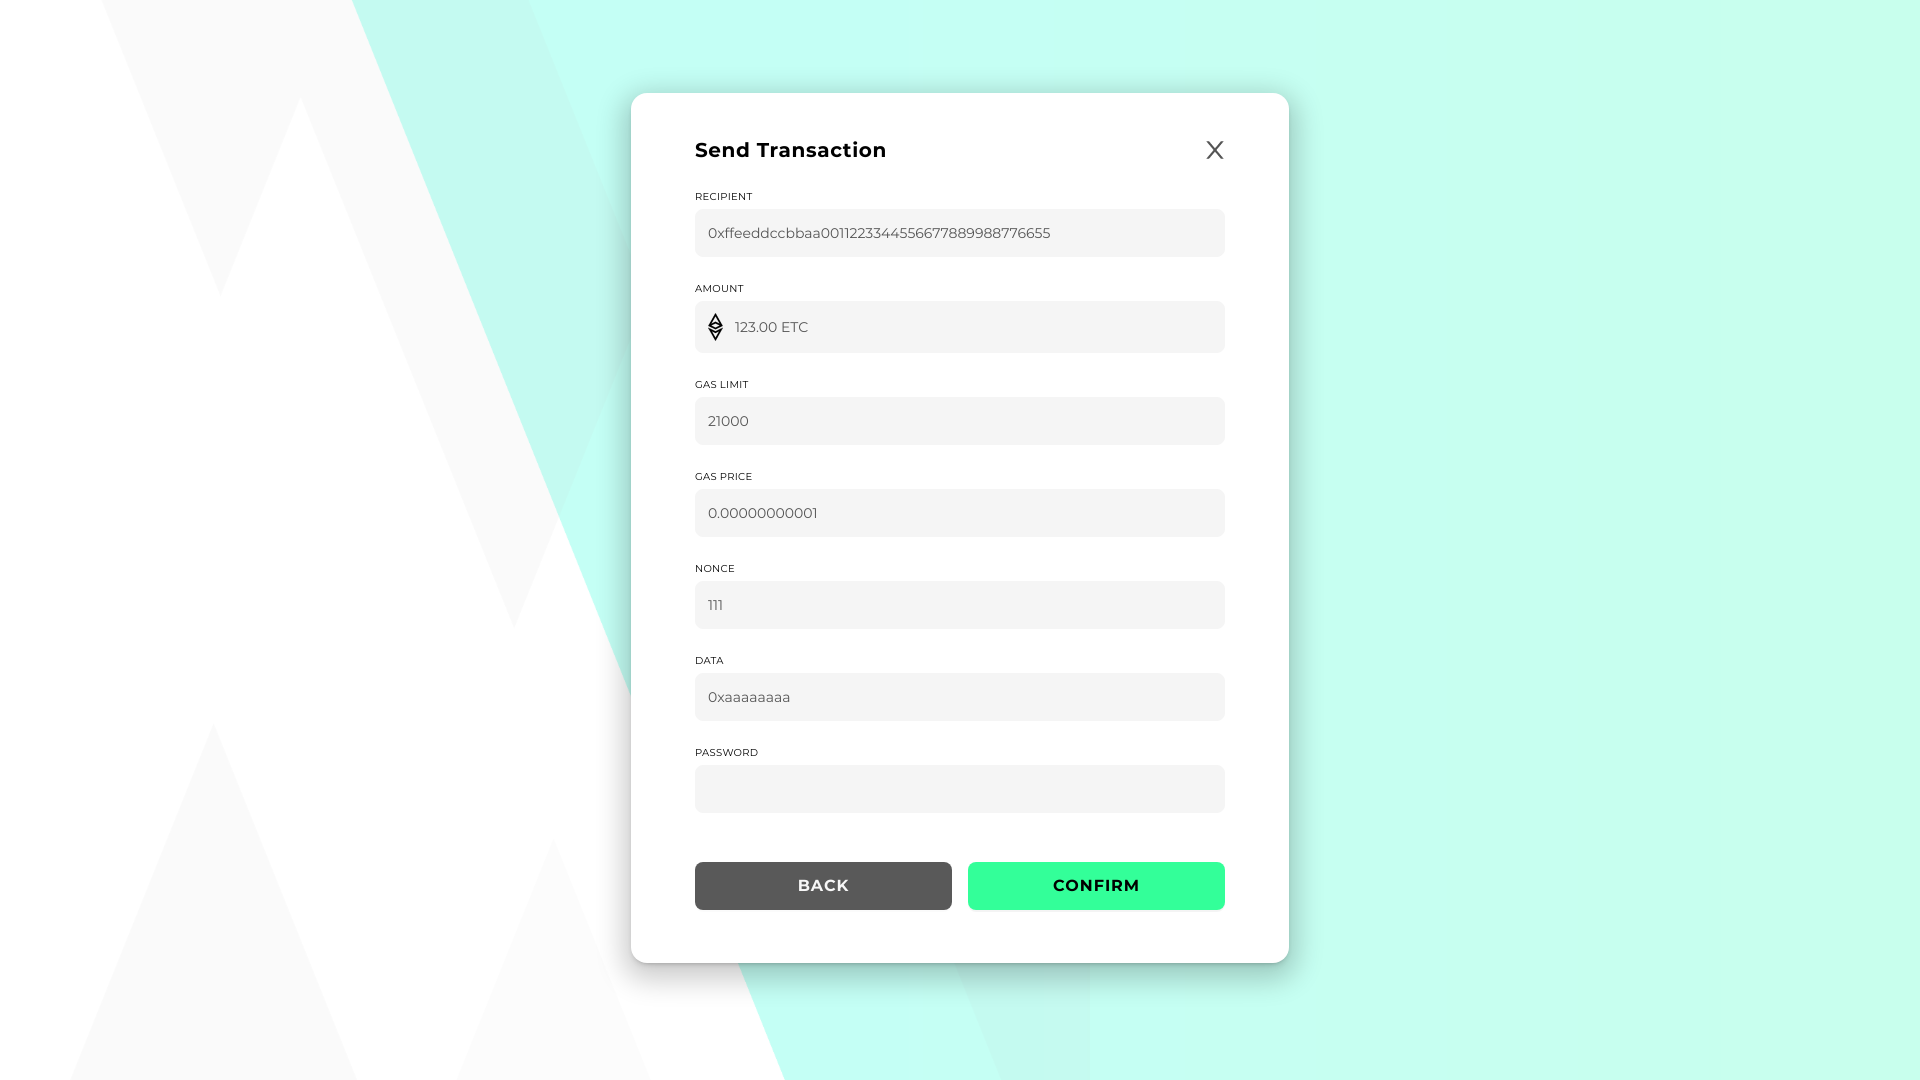 Send Transaction
X
RECIPIENT
0xffeeddccbbaa0011223344556677889988776655
AMOUNT
123.00 ETC
GAS LIMIT
21000
GAS PRICE
0.00000000001
NONCE
111
DATA
0xaaaaaaaa
PASSWORD
BACK
CONFIRM